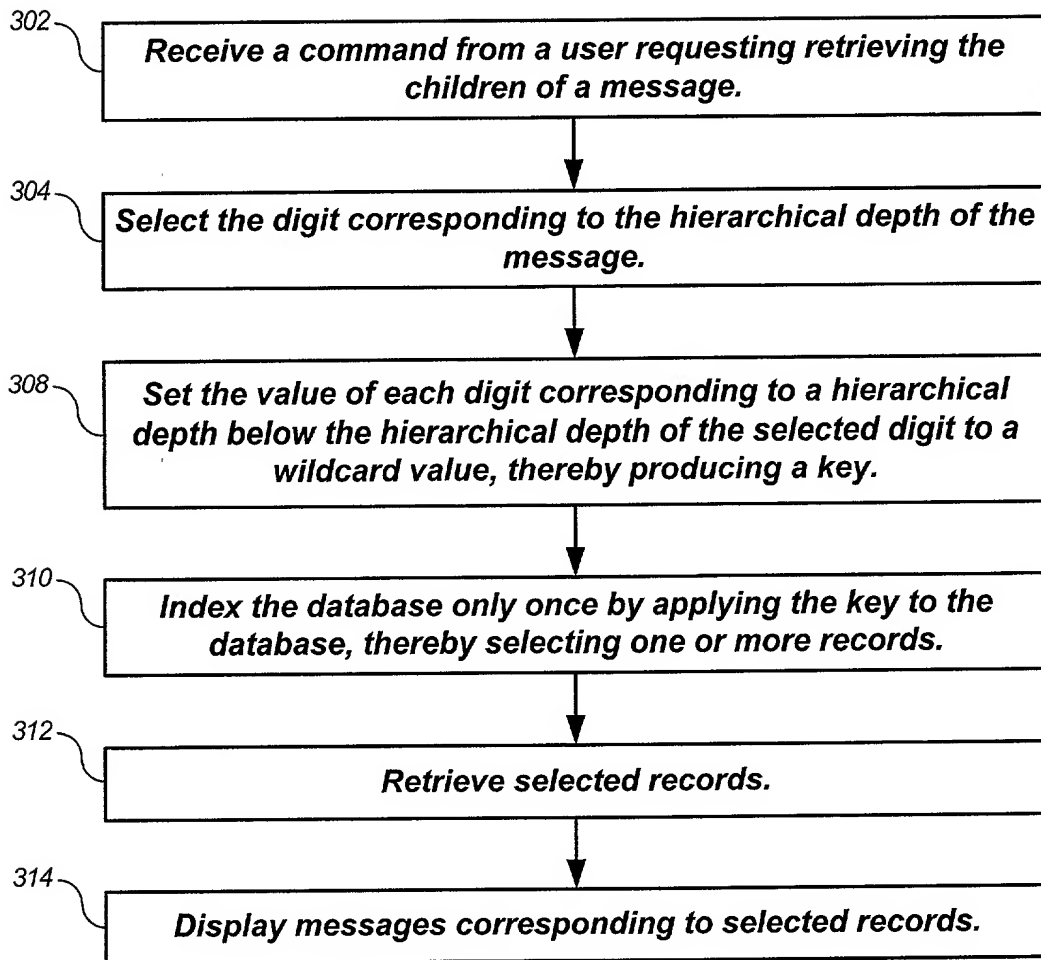 302
Receive a command from a user requesting retrieving the
children of a message.
304
Select the digit corresponding to the hierarchical depth of the
message.
308
Set the value of each digit corresponding to a hierarchical
depth below the hierarchical depth of the selected digit to a
wildcard value, thereby producing a key.
310
Index the database only once by applying the key to the
database, thereby selecting one or more records.
312
Retrieve selected records.
314
Display messages corresponding to selected records.